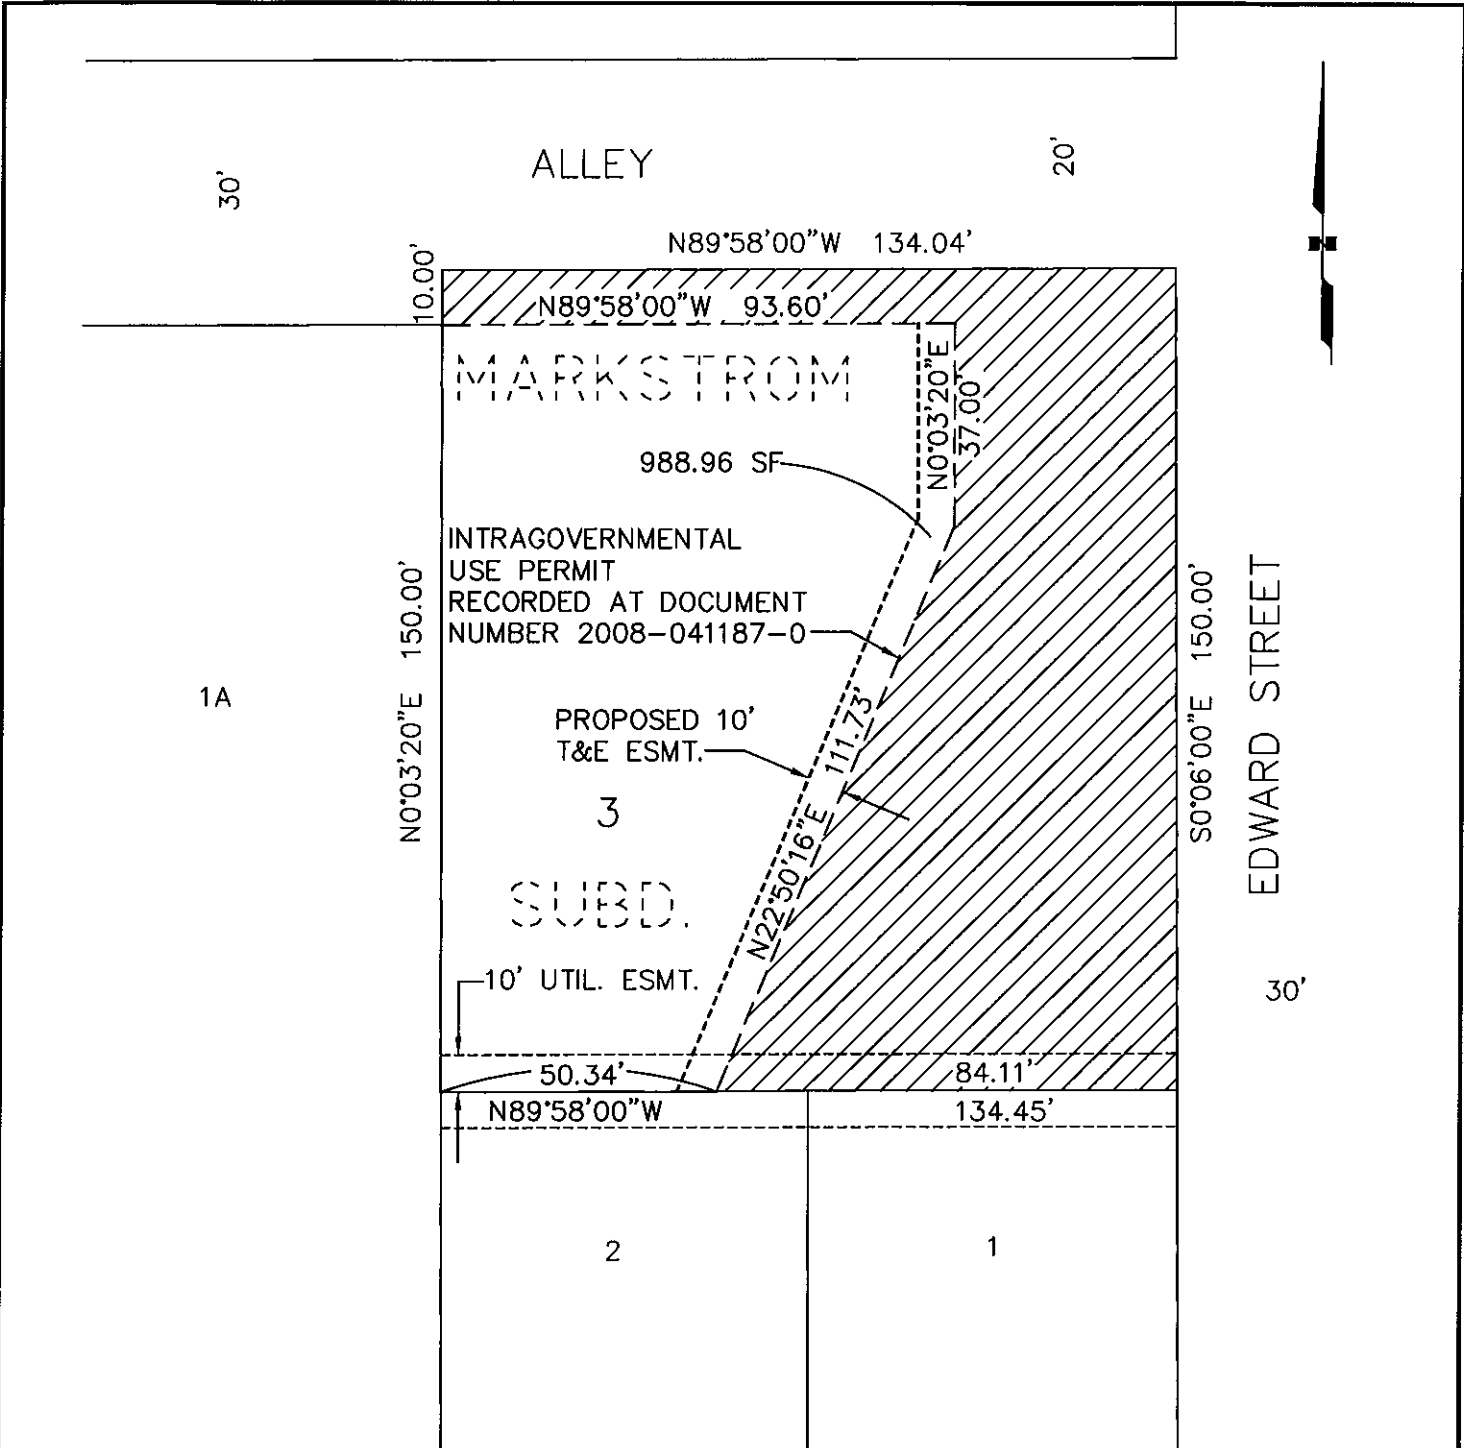 ALLEY
30'
20'
N89°58'00"W 134.04'
10.00'
N89°58'00"W 93.60'
MARKSTROM
N0°03'20"E
37.00'
988.96 SF
INTRAGOVERNMENTAL
USE PERMIT
RECORDED AT DOCUMENT
NUMBER 2008-041187-0
N0°03'20"E 150.00'
S0°06'00"E 150.00'
EDWARD STREET
1A
PROPOSED 10'
T&E ESMT.
N22°50'16"E 111.73'
3
SUBD.
10' UTIL. ESMT.
30'
50.34'
84.11'
N89°58'00"W
134.45'
2
1